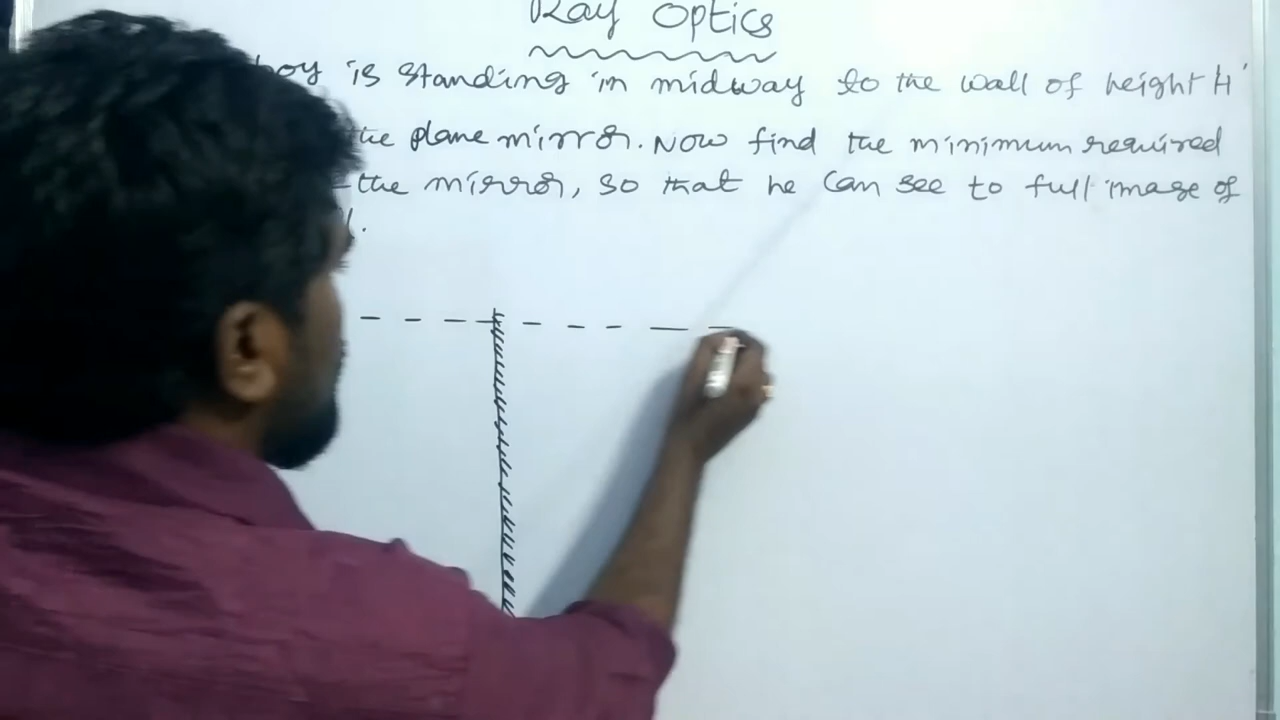 Ray Optics
boy is standing in midway to the wall of height H'
the plane mirror. Now find the minimum required
the mirror, so that he can see to full image of